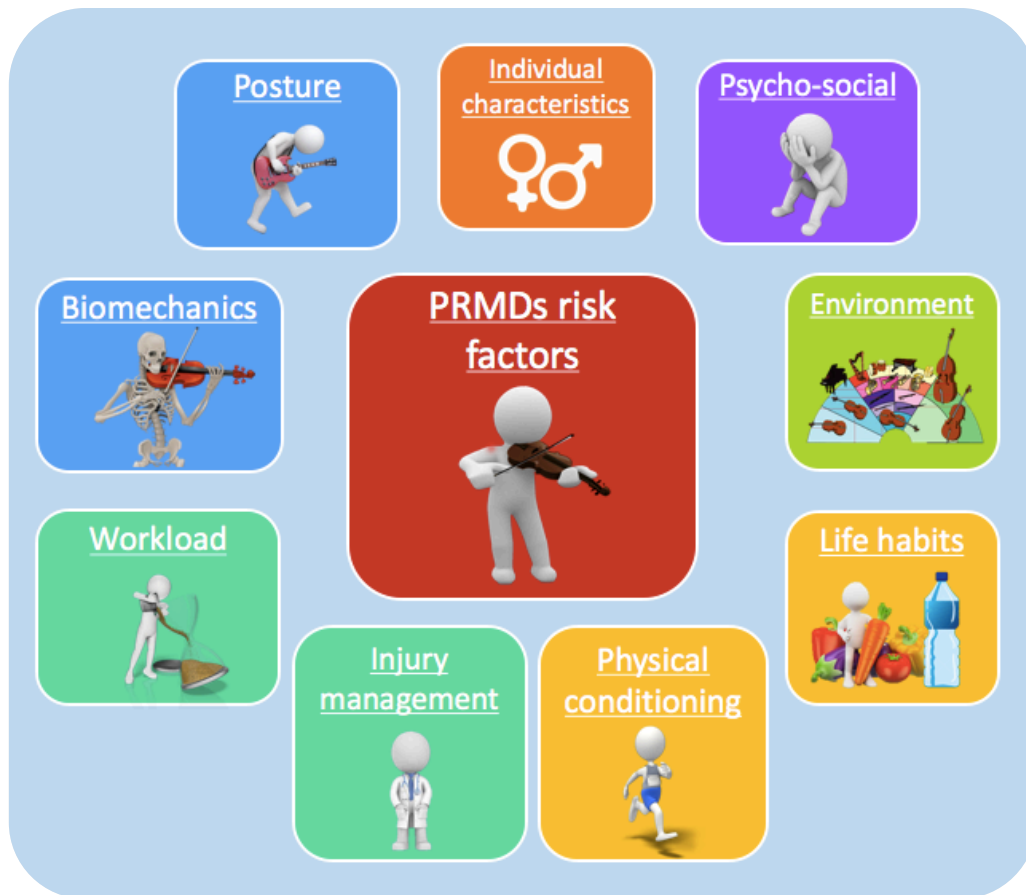 Posture
Individual
characteristics
Psycho-social
Biomechanics
PRMDs risk
factors
Environment
Workload
Life habits
Injury
management
Physical
conditioning